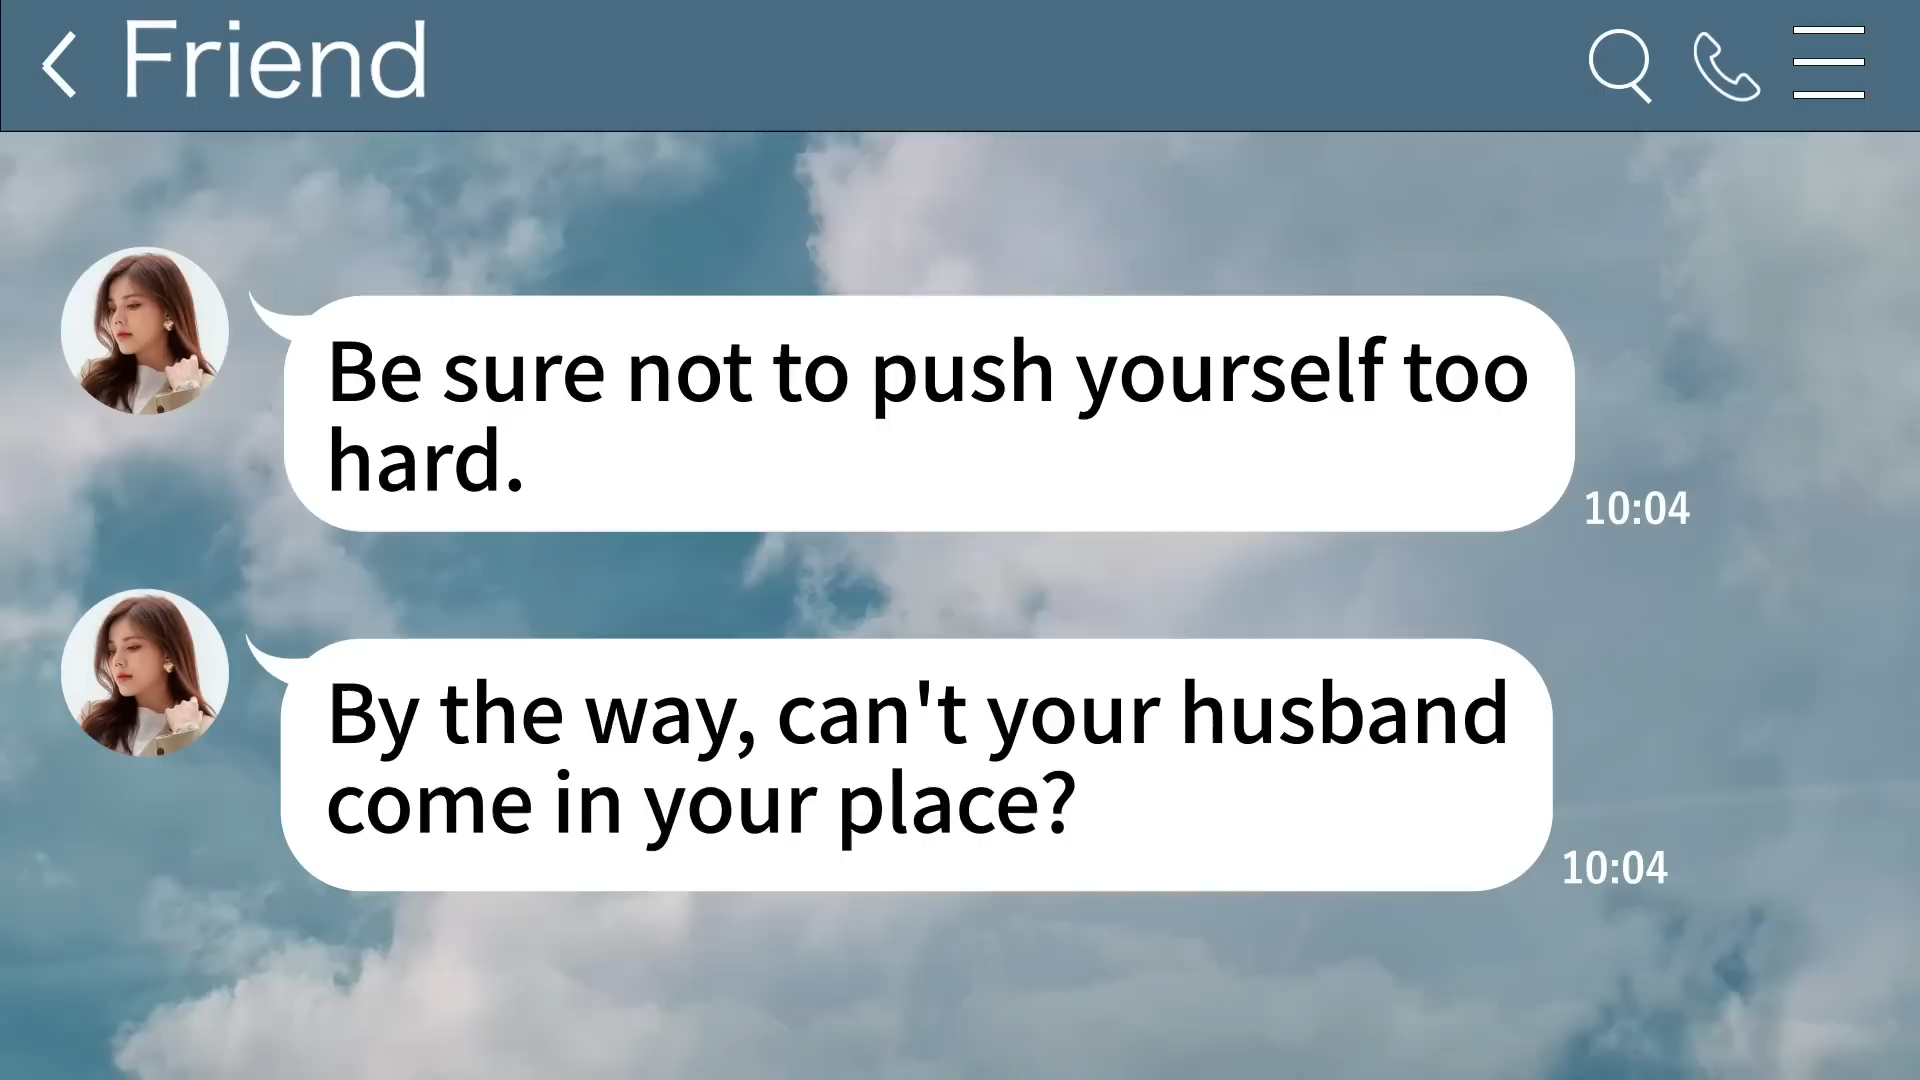 Friend
Be sure not to push yourself too
hard.
10:04
By the way, can't your husband
come in your place?
10:04